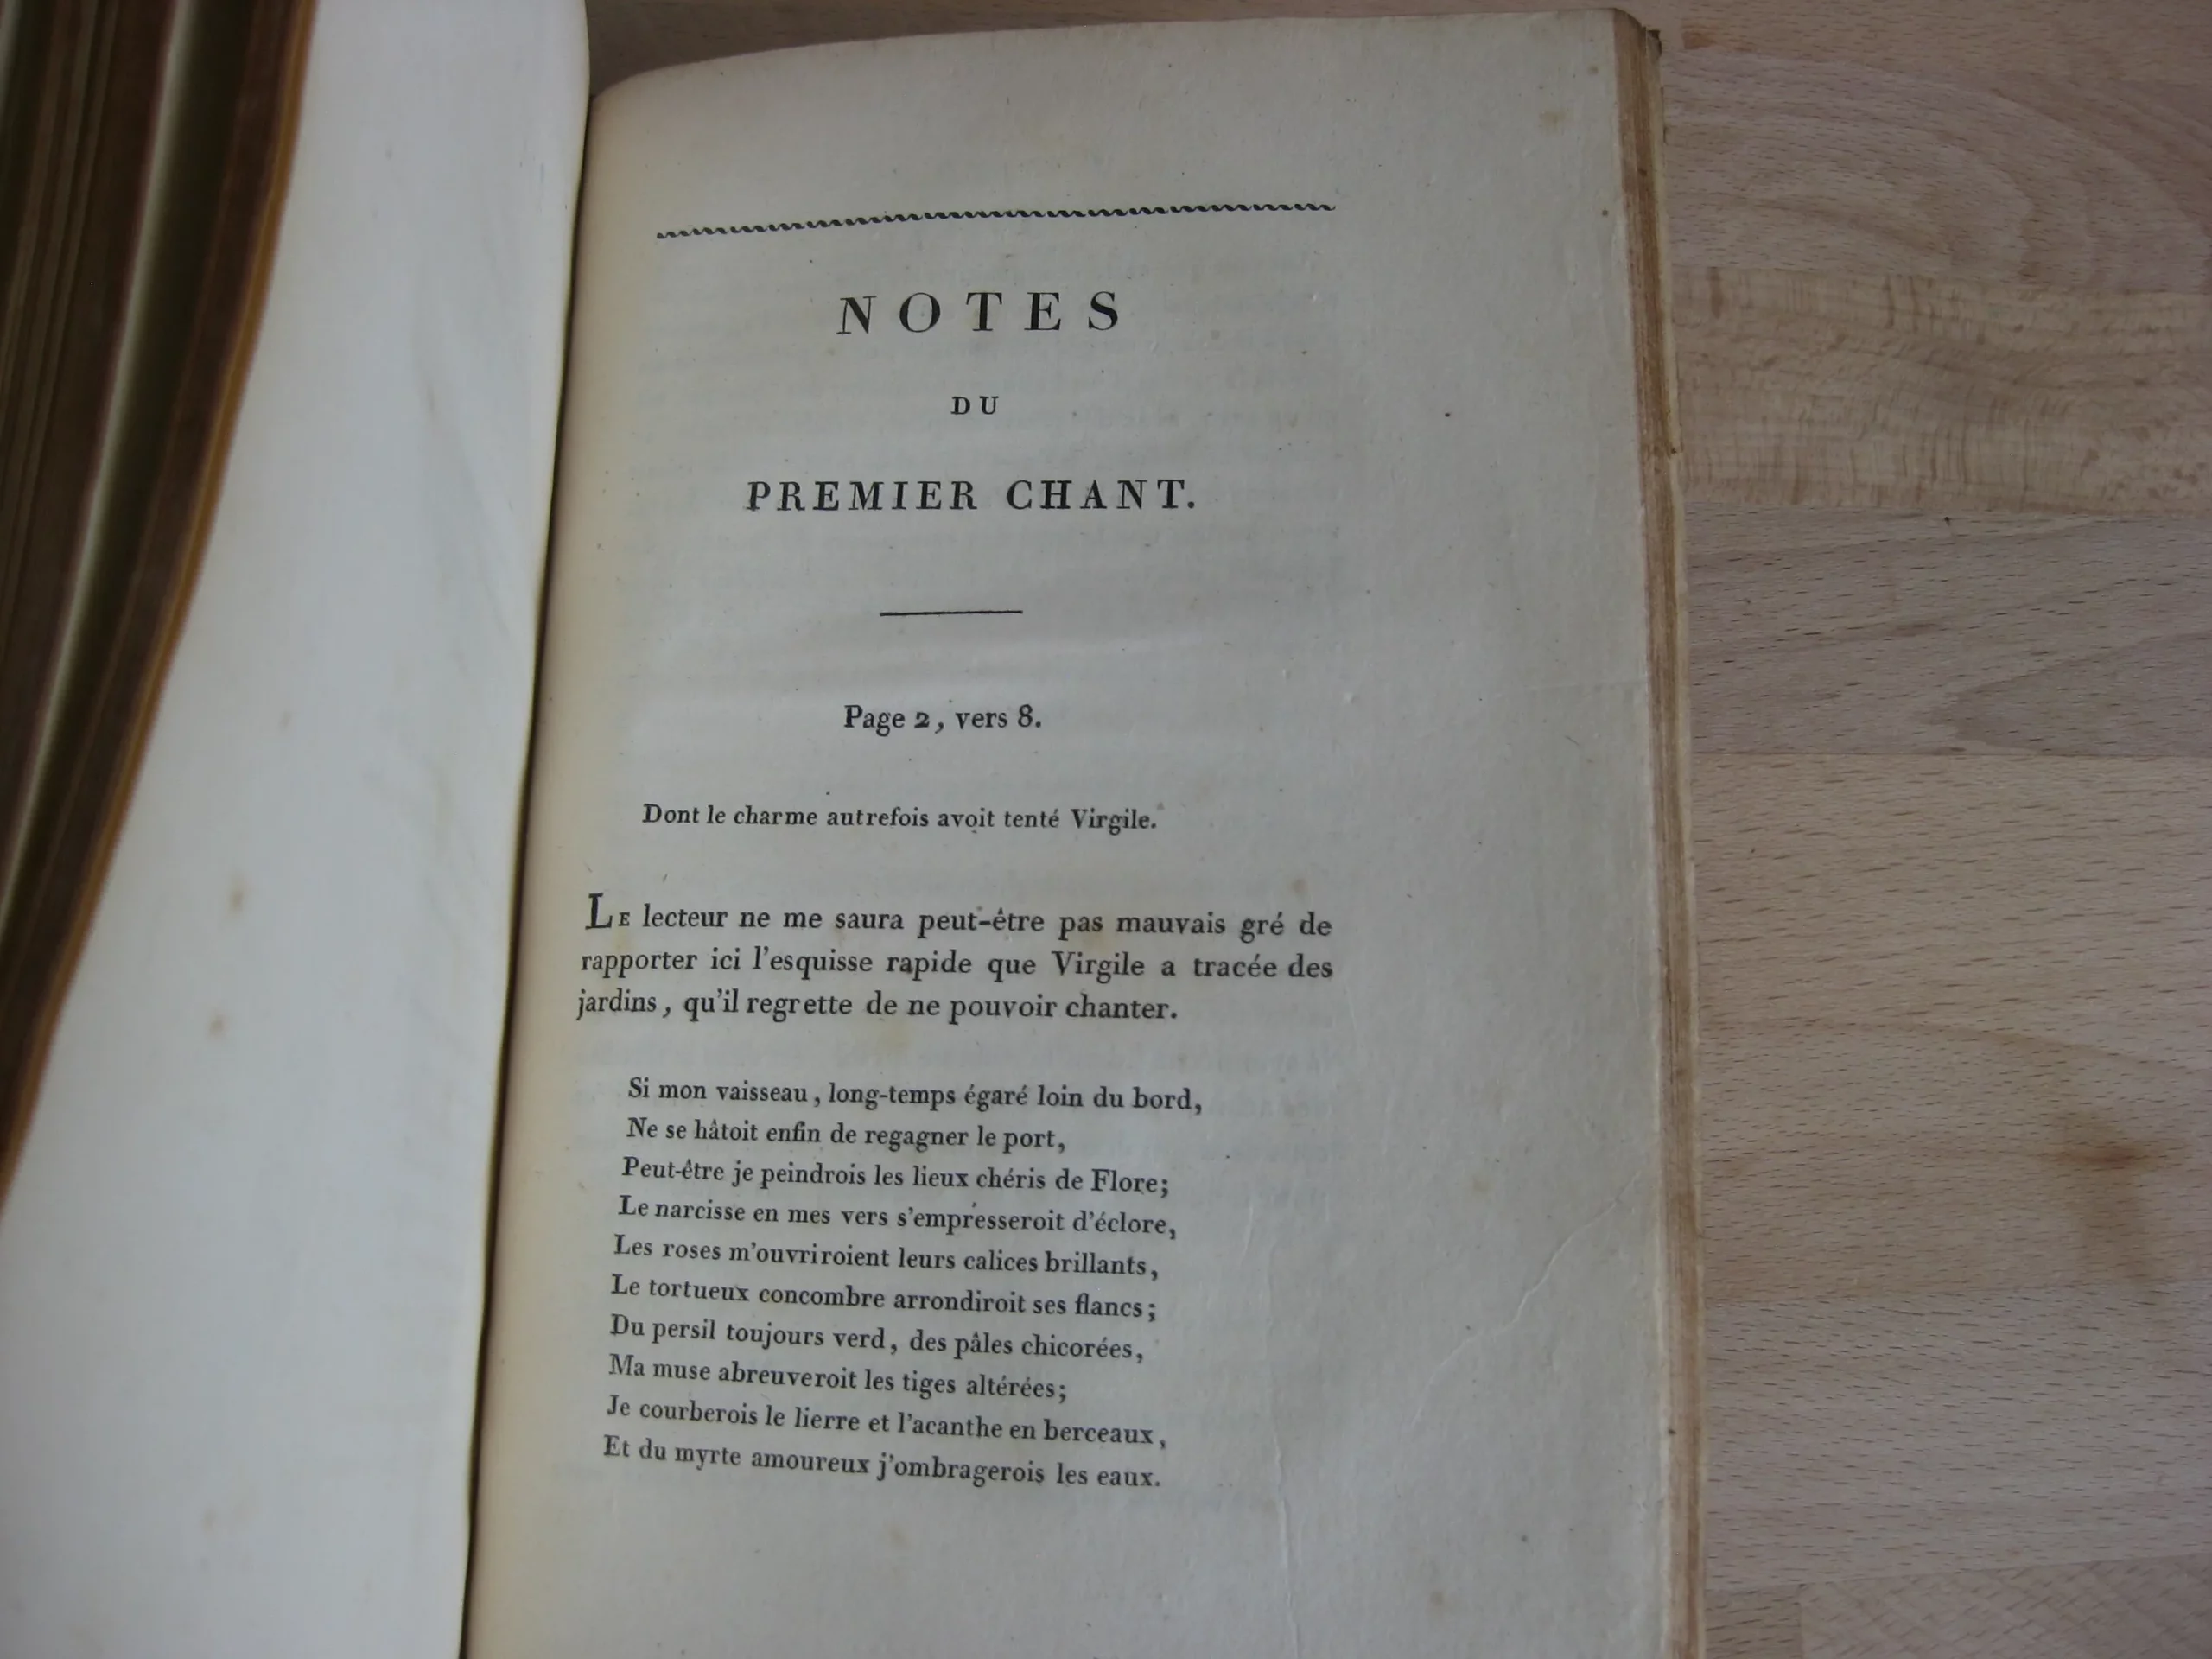 NOTES
DU
PREMIER CHANT.
Page 2, vers 8.
Dont le charme autrefois avoit tenté Virgile.
LE lecteur ne me saura peut-être pas mauvais gré de
rapporter ici l'esquisse rapide que Virgile a tracée des
jardins, qu'il regrette de ne pouvoir chanter.
Si mon vaisseau, long-temps égaré loin du bord,
Ne se hâtoit enfin de regagner le port,
Peut-être je peindrois les lieux chéris de Flore;
Le narcisse en mes vers s'empresseroit d'éclore,
Les roses m'ouvriroient leurs calices brillants,
Le tortueux concombre arrondiroit ses flancs;
Du persil toujours verd, des pâles chicorées,
Ma muse abreuveroit les tiges altérées;
Je courberois le lierre et l'acanthe en berceaux,
Et du myrte amoureux j'ombragerois les eaux.